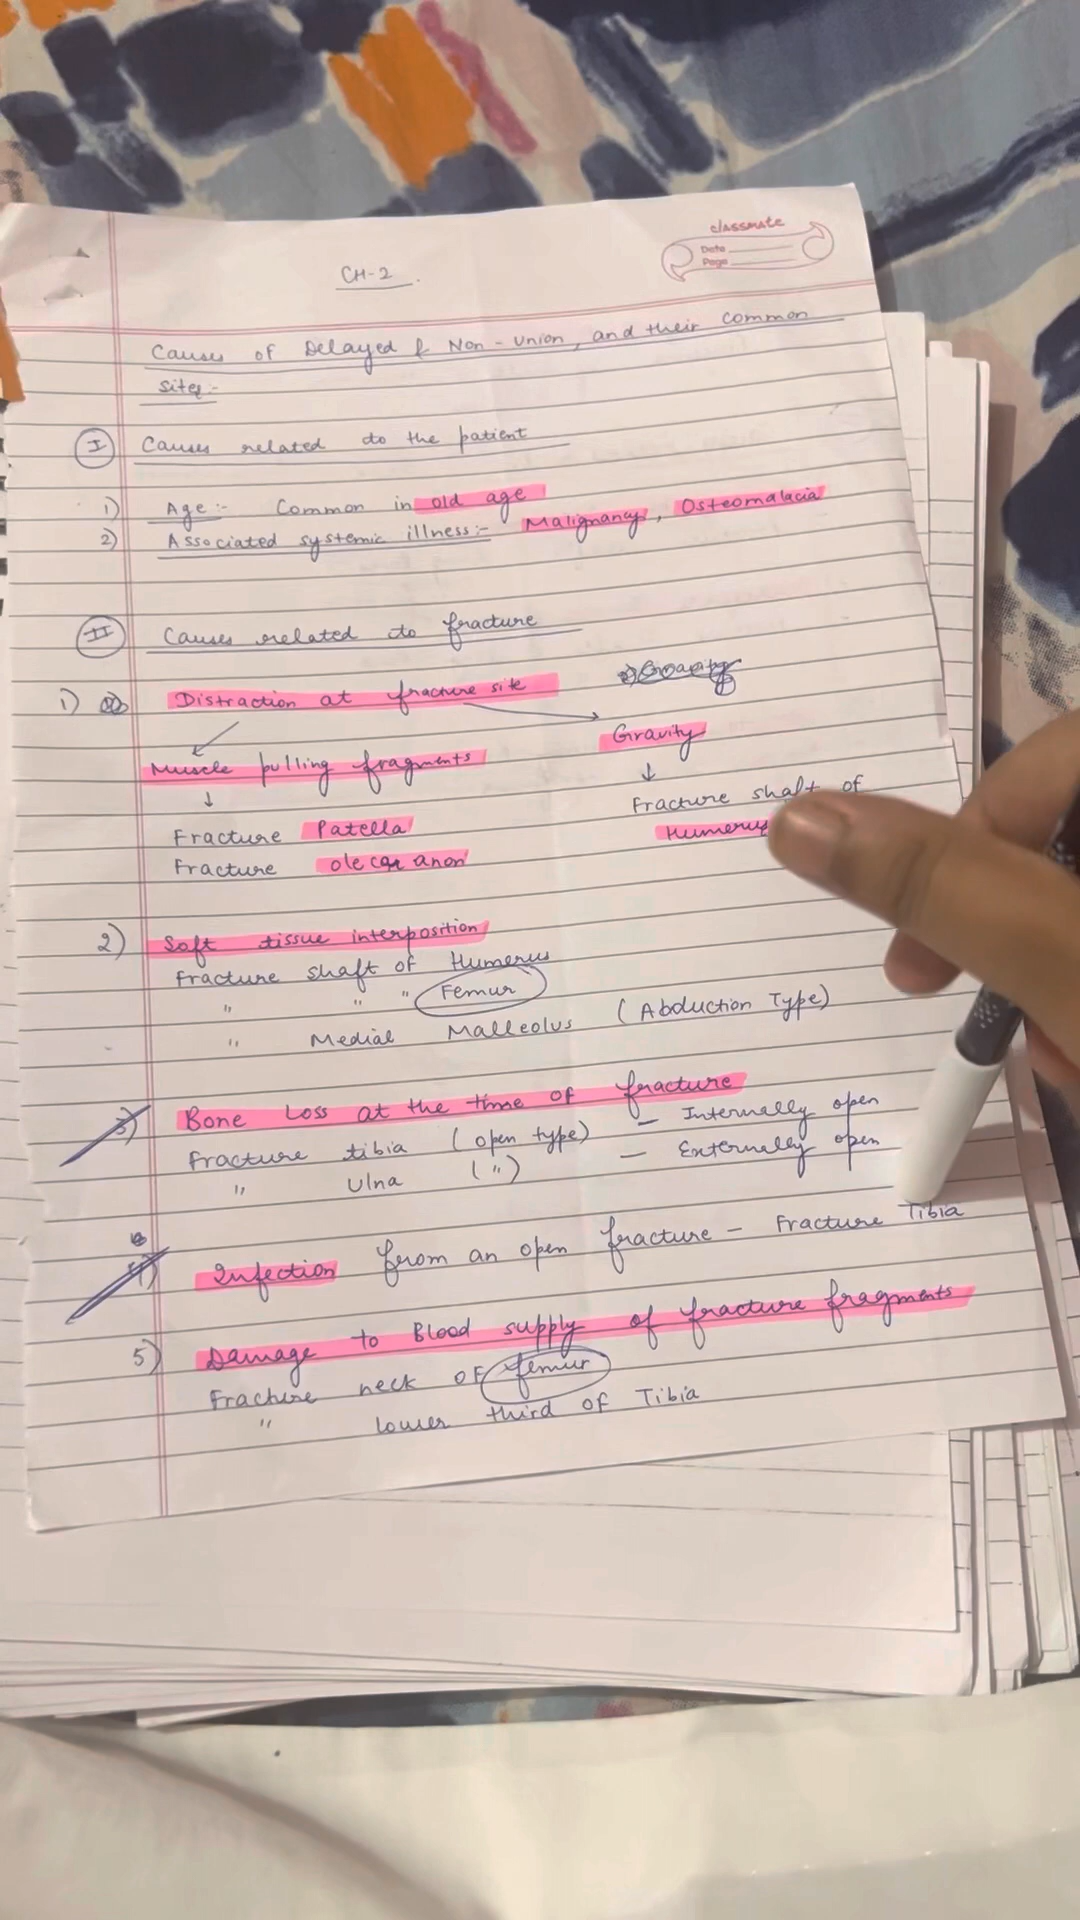 classmate
Date
Page
CH-2
Causes of Delayed & Non-Union, and their common
sites:-
I Causes related to the patient
1) Age:- Common in old age
2) Associated systemic illness:- Malignancy, Osteomalacia
II Causes related to fracture
1) Distraction at fracture site
Muscle pulling fragments
Gravity
↓
↓
Fracture Patella
Fracture shaft of
Fracture olecranon
Humerus
2) Soft tissue interposition
Fracture shaft of Humerus
" " " Femur
" Medial Malleolus (Abduction Type)
3) Bone Loss at the time of fracture
Fracture tibia (open type) - Internally open
" Ulna (") - Externally open
4) Infection from an open fracture - Fracture Tibia
5) Damage to Blood supply of fracture fragments
Fracture neck of femur
" lower third of Tibia